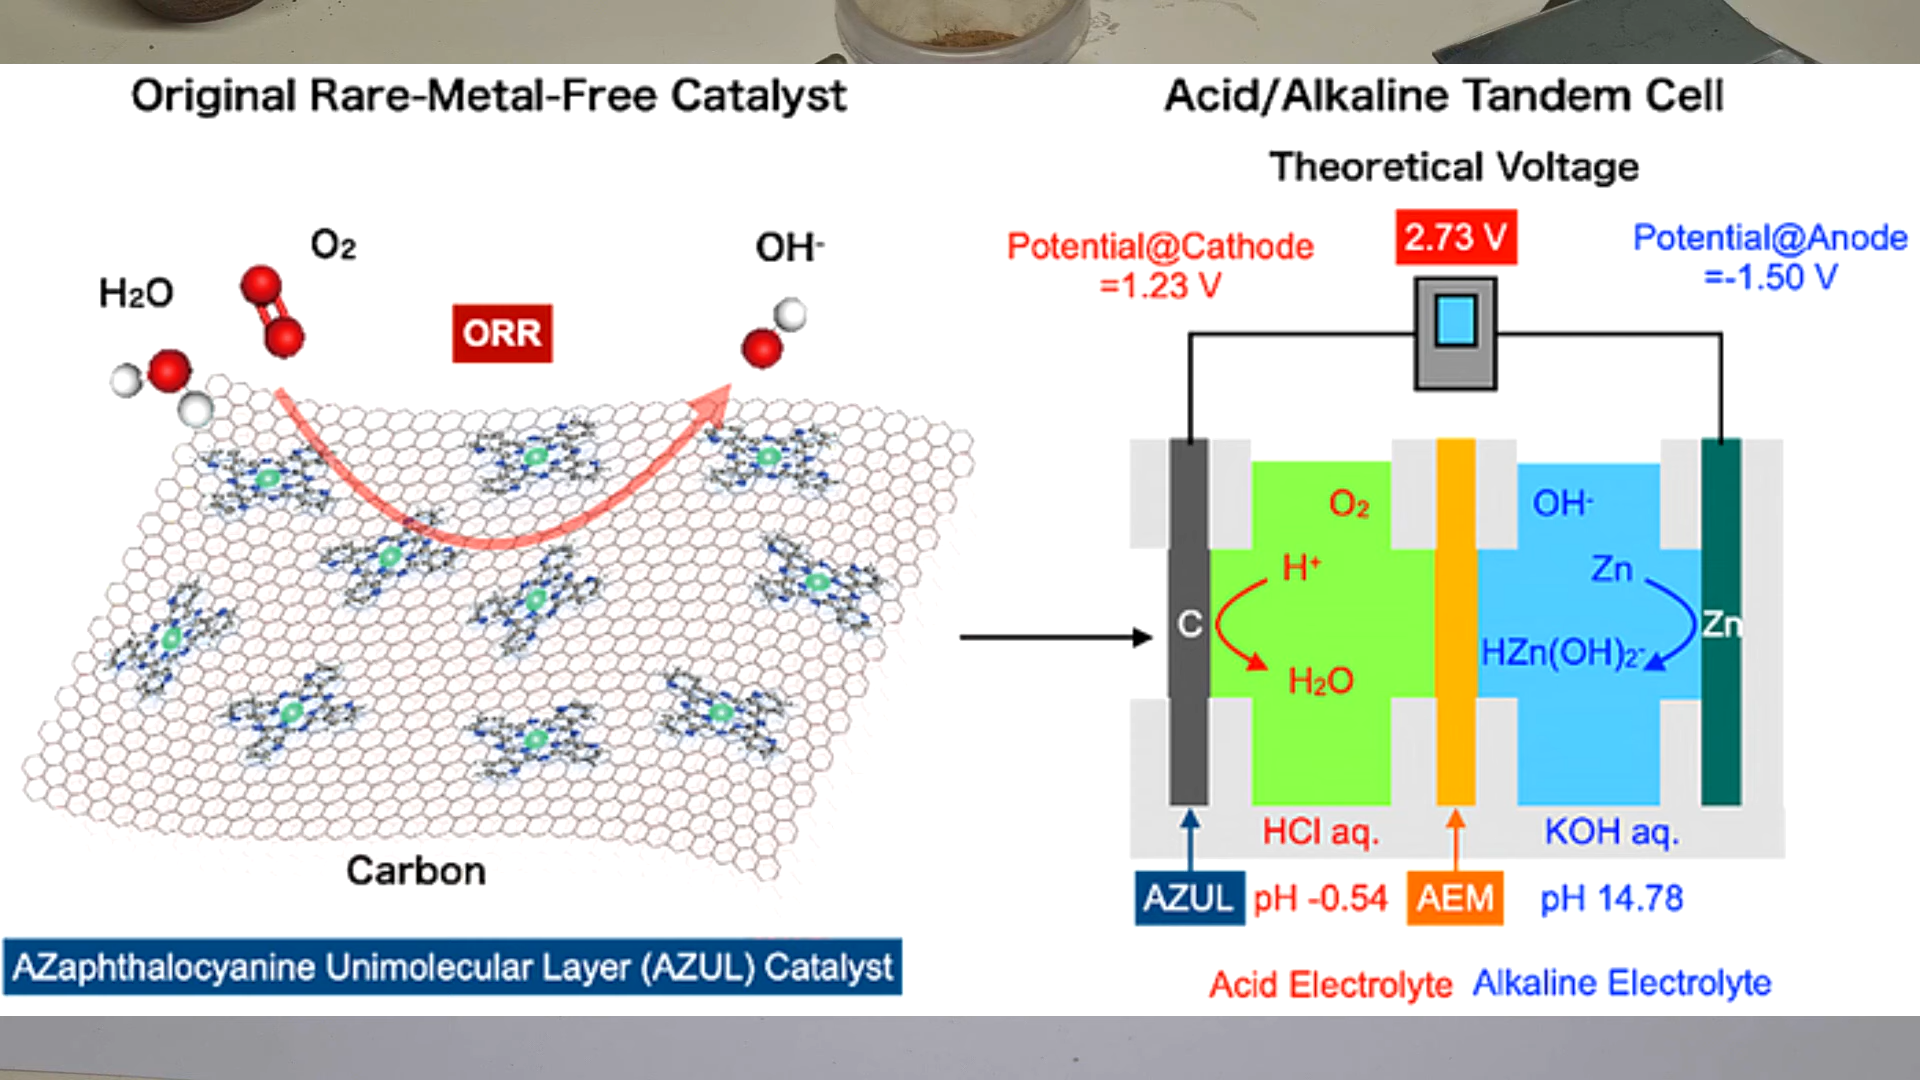 Original Rare-Metal-Free Catalyst
H₂O
O₂
ORR
OH⁻
Carbon
AZaphthalocyanine Unimolecular Layer (AZUL) Catalyst
Acid/Alkaline Tandem Cell
Theoretical Voltage
Potential@Cathode
=1.23 V
2.73 V
Potential@Anode
=-1.50 V
O₂
H⁺
C
H₂O
OH⁻
Zn
Zn
HZn(OH)₂⁻
HCl aq.
KOH aq.
AZUL
pH -0.54
AEM
pH 14.78
Acid Electrolyte
Alkaline Electrolyte